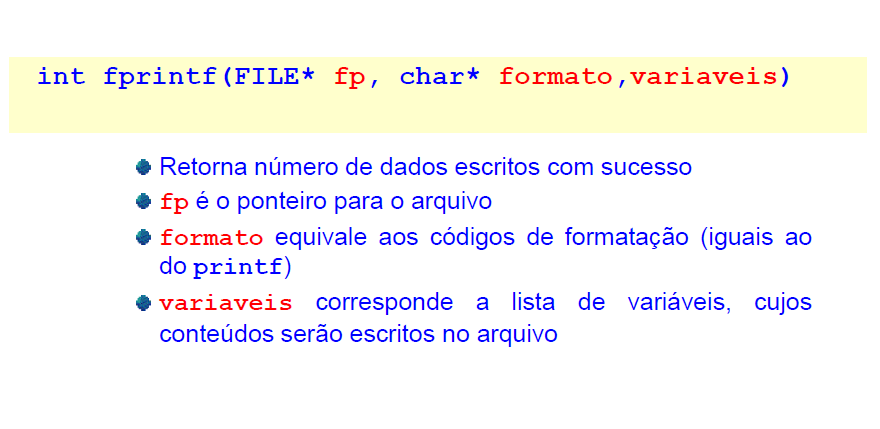 int fprintf(FILE* fp, char* formato,variaveis)
Retorna número de dados escritos com sucesso
fp é o ponteiro para o arquivo
formato equivale aos códigos de formatação (iguais ao
do printf)
variaveis corresponde a lista de variáveis, cujos
conteúdos serão escritos no arquivo